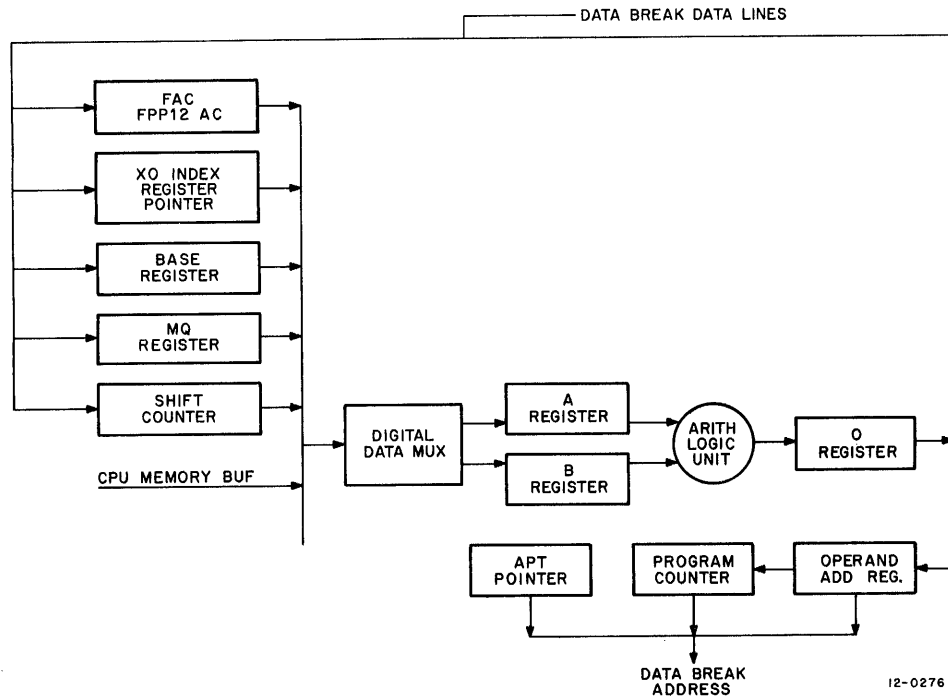 DATA BREAK DATA LINES
FAC
FPP12 AC
XO INDEX
REGISTER
POINTER
BASE
REGISTER
MQ
REGISTER
SHIFT
COUNTER
CPU MEMORY BUF
DIGITAL
DATA MUX
A
REGISTER
B
REGISTER
ARITH
LOGIC
UNIT
O
REGISTER
APT
POINTER
PROGRAM
COUNTER
OPERAND
ADD REG.
DATA BREAK
ADDRESS
12-0276